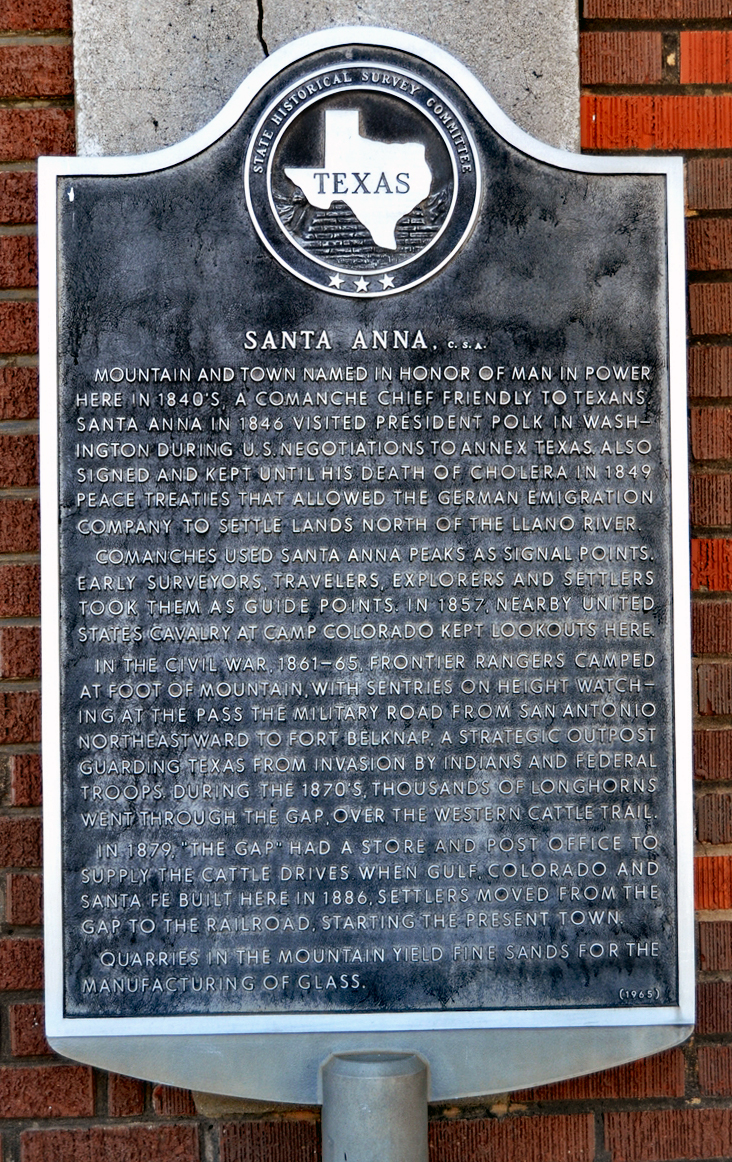 STATE HISTORICAL SURVEY COMMITTEE
TEXAS
SANTA ANNA, C.S.A.
MOUNTAIN AND TOWN NAMED IN HONOR OF MAN IN POWER
HERE IN 1840'S, A COMANCHE CHIEF FRIENDLY TO TEXANS.
SANTA ANNA IN 1846 VISITED PRESIDENT POLK IN WASH-
INGTON DURING U.S. NEGOTIATIONS TO ANNEX TEXAS. ALSO
SIGNED AND KEPT UNTIL HIS DEATH OF CHOLERA IN 1849
PEACE TREATIES THAT ALLOWED THE GERMAN EMIGRATION
COMPANY TO SETTLE LANDS NORTH OF THE LLANO RIVER.
COMANCHES USED SANTA ANNA PEAKS AS SIGNAL POINTS.
EARLY SURVEYORS, TRAVELERS, EXPLORERS AND SETTLERS
TOOK THEM AS GUIDE POINTS. IN 1857, NEARBY UNITED
STATES CAVALRY AT CAMP COLORADO KEPT LOOKOUTS HERE.
IN THE CIVIL WAR, 1861-65, FRONTIER RANGERS CAMPED
AT FOOT OF MOUNTAIN, WITH SENTRIES ON HEIGHT WATCH-
ING AT THE PASS THE MILITARY ROAD FROM SAN ANTONIO
NORTHEASTWARD TO FORT BELKNAP, A STRATEGIC OUTPOST
GUARDING TEXAS FROM INVASION BY INDIANS AND FEDERAL
TROOPS. DURING THE 1870'S, THOUSANDS OF LONGHORNS
WENT THROUGH THE GAP, OVER THE WESTERN CATTLE TRAIL.
IN 1879, "THE GAP" HAD A STORE AND POST OFFICE TO
SUPPLY THE CATTLE DRIVES WHEN GULF, COLORADO AND
SANTA FE BUILT HERE IN 1886, SETTLERS MOVED FROM THE
GAP TO THE RAILROAD, STARTING THE PRESENT TOWN.
QUARRIES IN THE MOUNTAIN YIELD FINE SANDS FOR THE
MANUFACTURING OF GLASS.
(1965)